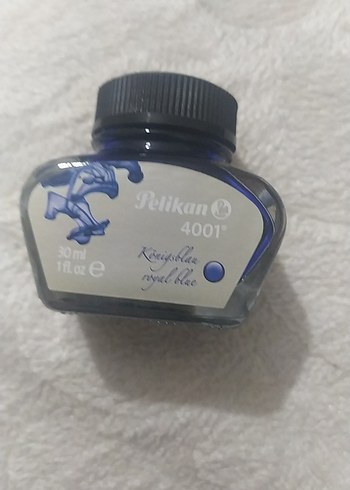 Pelikan
4001®
30 ml
1 fl. oz ℮
Königsblau
royal blue